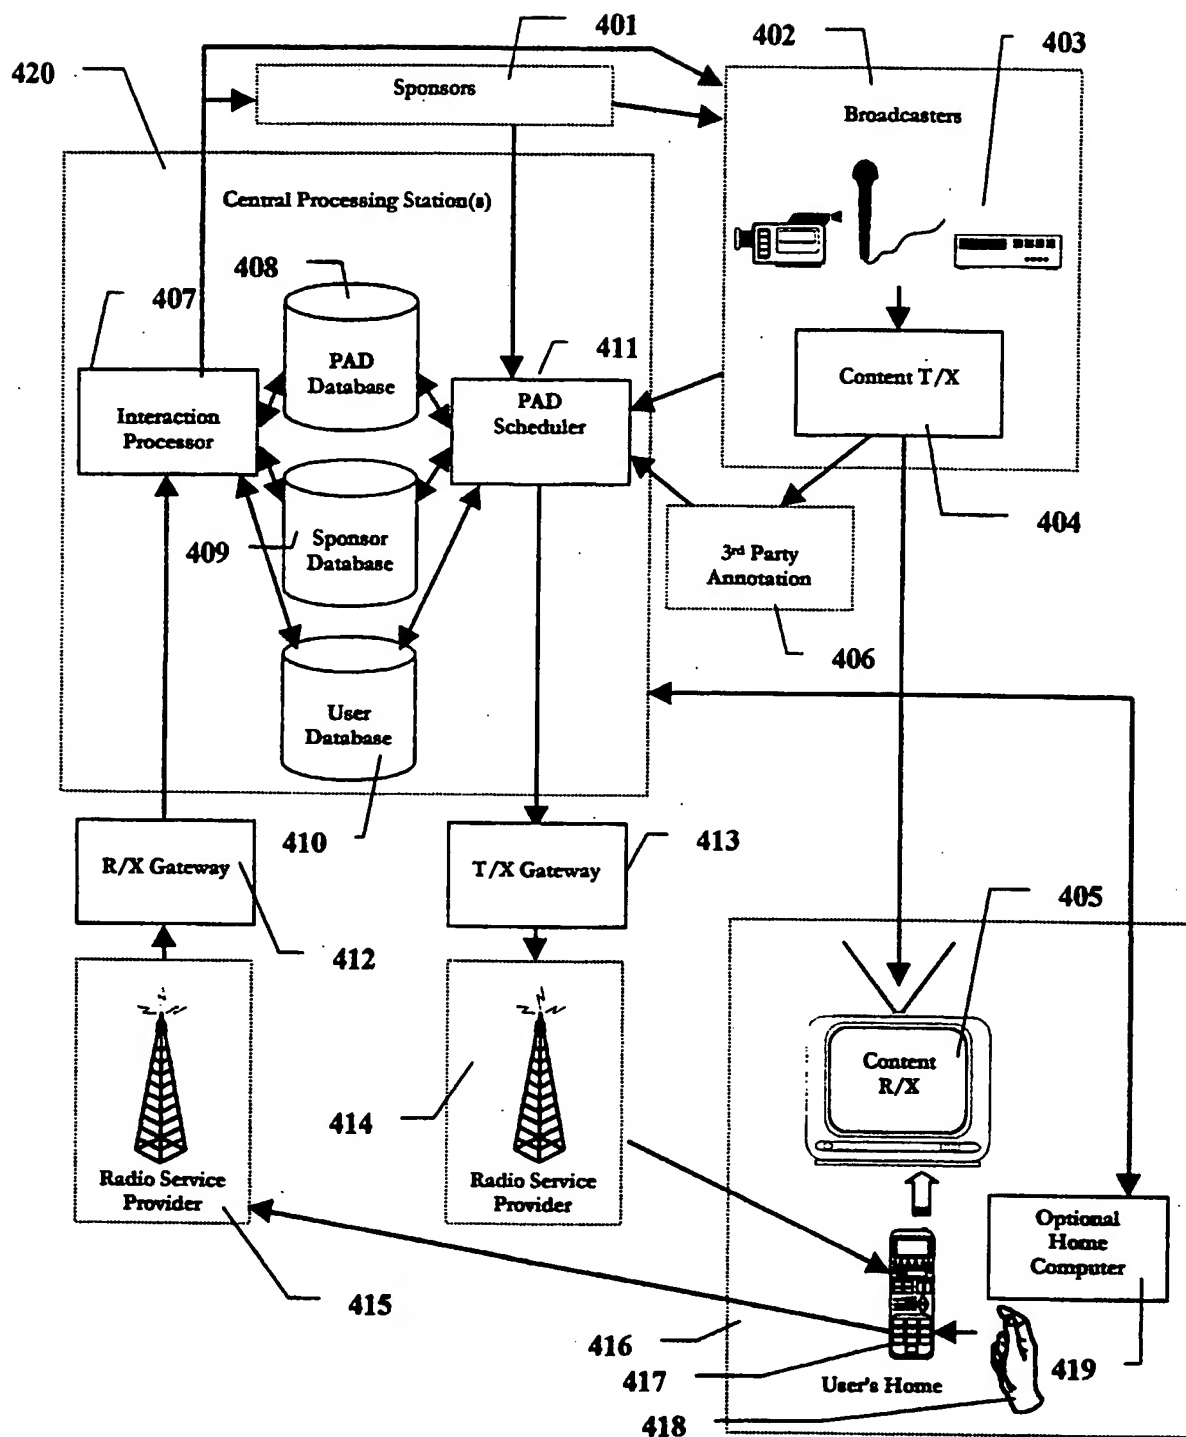 401
402
403
420
Sponsors
Broadcasters
Central Processing Station(s)
408
407
PAD
Database
411
Content T/X
PAD
Scheduler
Interaction
Processor
404
409
Sponsor
Database
3rd Party
Annotation
406
User
Database
410
413
R/X Gateway
T/X Gateway
405
412
Content
R/X
414
Radio Service
Provider
Radio Service
Provider
Optional
Home
Computer
415
416
417
User's Home
419
418